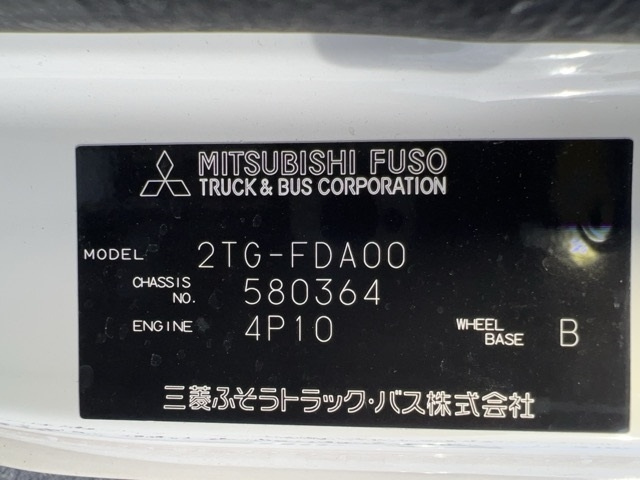 MITSUBISHI FUSO
TRUCK & BUS CORPORATION
MODEL 2TG-FDA00
CHASSIS NO. 580364
ENGINE 4P10 WHEEL BASE B
三菱ふそうトラック・バス株式会社